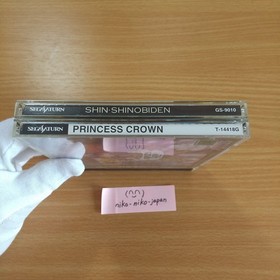 SEGA SATURN SHIN·SHINOBIDEN GS-9010
SEGA SATURN PRINCESS CROWN T-14418G
niko-niko-japan